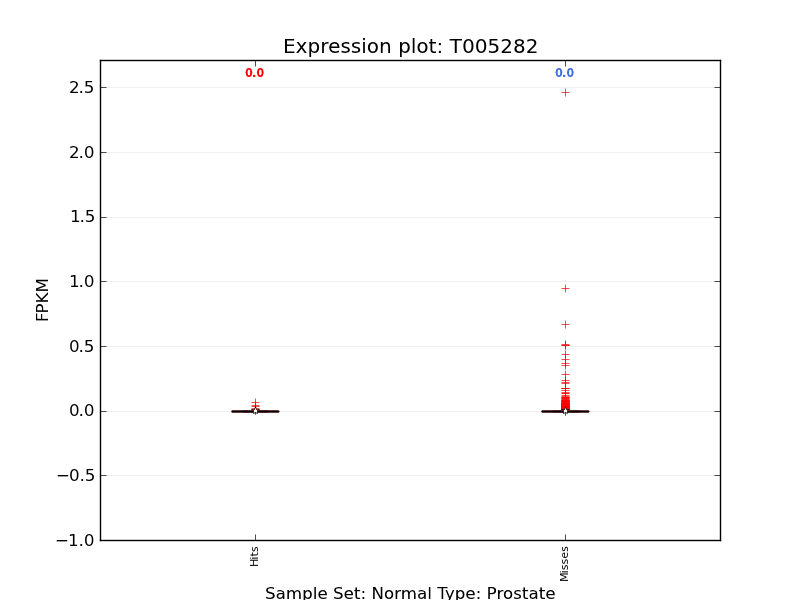 Expression plot: T005282
0.0
0.0
2.5
2.0
1.5
1.0
0.5
0.0
−0.5
−1.0
FPKM
Hits
Misses
Sample Set: Normal Type: Prostate